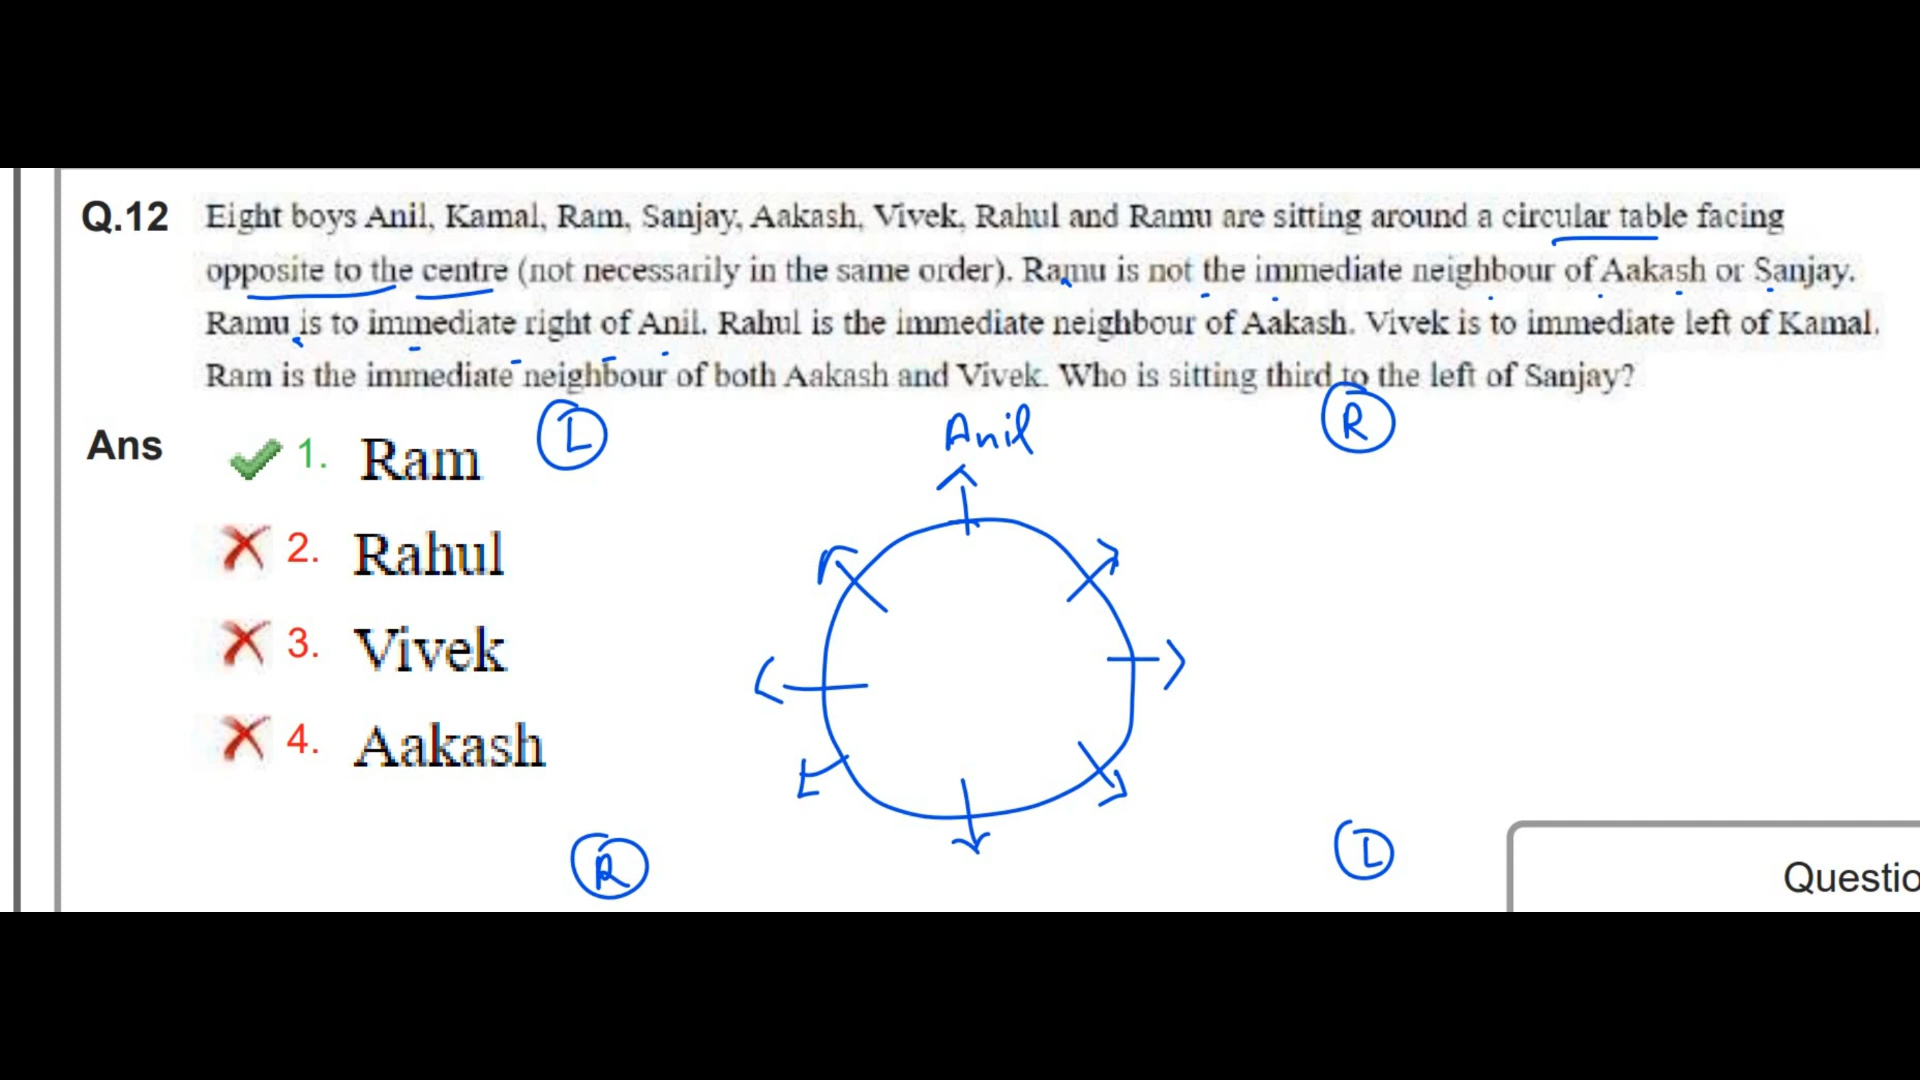 Q.12 Eight boys Anil, Kamal, Ram, Sanjay, Aakash, Vivek, Rahul and Ramu are sitting around a circular table facing
opposite to the centre (not necessarily in the same order). Ramu is not the immediate neighbour of Aakash or Sanjay.
Ramu is to immediate right of Anil. Rahul is the immediate neighbour of Aakash. Vivek is to immediate left of Kamal.
Ram is the immediate neighbour of both Aakash and Vivek. Who is sitting third to the left of Sanjay?
Ans 1. Ram
2. Rahul
3. Vivek
4. Aakash
L
Anil
R
R
L
Questio